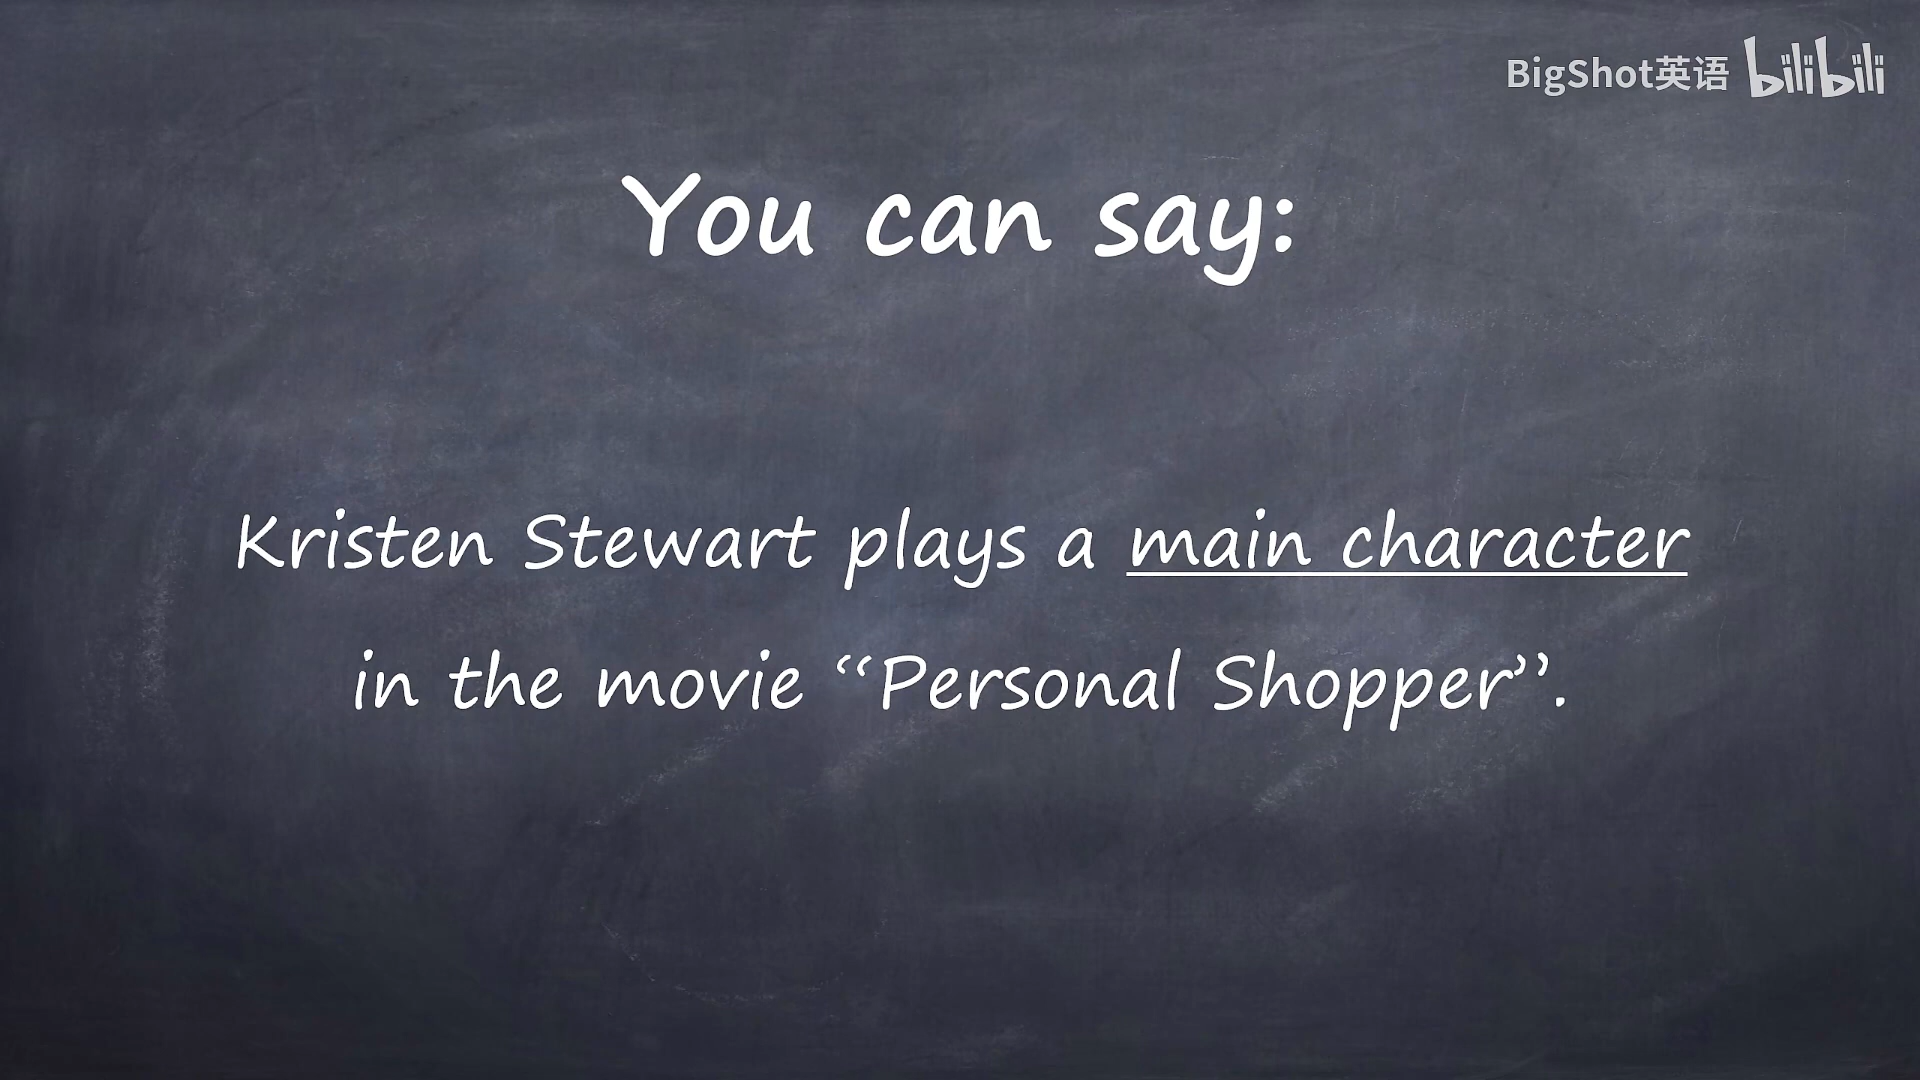 BigShot英语 bilibili
You can say:
Kristen Stewart plays a main character
in the movie “Personal Shopper”.